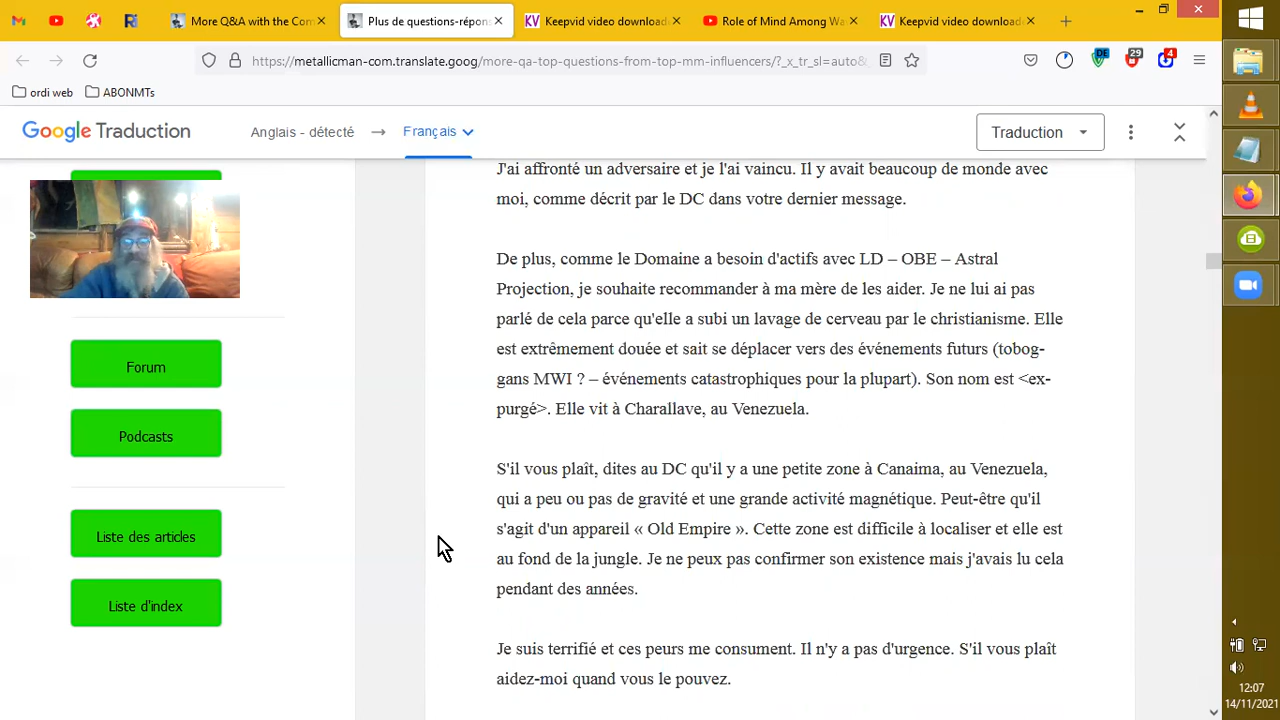 More Q&A with the Com
Plus de questions-répons
Keepvid video download
Role of Mind Among Wa
Keepvid video download
https://metallicman-com.translate.goog/more-qa-top-questions-from-top-mm-influencers/?_x_tr_sl=auto&
DE
29
4
ordi web
ABONMTs
Google Traduction
Anglais - détecté
Français
Traduction
Forum
Podcasts
Liste des articles
Liste d'index
J'ai affronté un adversaire et je l'ai vaincu. Il y avait beaucoup de monde avec
moi, comme décrit par le DC dans votre dernier message.
De plus, comme le Domaine a besoin d'actifs avec LD – OBE – Astral
Projection, je souhaite recommander à ma mère de les aider. Je ne lui ai pas
parlé de cela parce qu'elle a subi un lavage de cerveau par le christianisme. Elle
est extrêmement douée et sait se déplacer vers des événements futurs (tobog-
gans MWI ? – événements catastrophiques pour la plupart). Son nom est <ex-
purgé>. Elle vit à Charallave, au Venezuela.
S'il vous plaît, dites au DC qu'il y a une petite zone à Canaima, au Venezuela,
qui a peu ou pas de gravité et une grande activité magnétique. Peut-être qu'il
s'agit d'un appareil « Old Empire ». Cette zone est difficile à localiser et elle est
au fond de la jungle. Je ne peux pas confirmer son existence mais j'avais lu cela
pendant des années.
Je suis terrifié et ces peurs me consument. Il n'y a pas d'urgence. S'il vous plaît
aidez-moi quand vous le pouvez.
12:07
14/11/2021